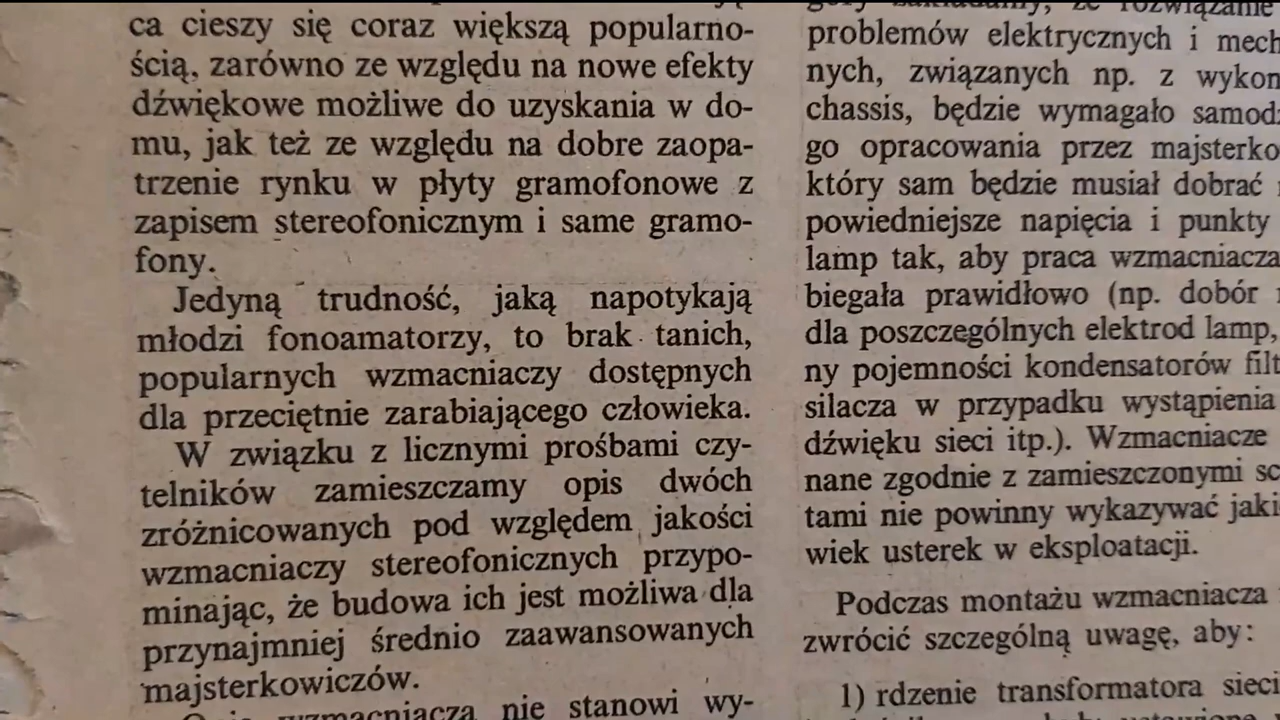 ca cieszy się coraz większą popularno-
ścią, zarówno ze względu na nowe efekty
dźwiękowe możliwe do uzyskania w do-
mu, jak też ze względu na dobre zaopa-
trzenie rynku w płyty gramofonowe z
zapisem stereofonicznym i same gramo-
fony.
Jedyną trudność, jaką napotykają
młodzi fonoamatorzy, to brak tanich,
popularnych wzmacniaczy dostępnych
dla przeciętnie zarabiającego człowieka.
W związku z licznymi prośbami czy-
telników zamieszczamy opis dwóch
zróżnicowanych pod względem jakości
wzmacniaczy stereofonicznych przypo-
minając, że budowa ich jest możliwa dla
przynajmniej średnio zaawansowanych
majsterkowiczów.
wzmacniacza nie stanowi wy-
zakładamy, że rozwiązanie
problemów elektrycznych i mech
nych, związanych np. z wykon
chassis, będzie wymagało samodz
go opracowania przez majsterko
który sam będzie musiał dobrać
powiedniejsze napięcia i punkty
lamp tak, aby praca wzmacniacza
biegała prawidłowo (np. dobór
dla poszczególnych elektrod lamp,
ny pojemności kondensatorów filt
silacza w przypadku wystąpienia
dźwięku sieci itp.). Wzmacniacze
nane zgodnie z zamieszczonymi sc
tami nie powinny wykazywać jaki
wiek usterek w eksploatacji.
Podczas montażu wzmacniacza
zwrócić szczególną uwagę, aby:
1) rdzenie transformatora sieci